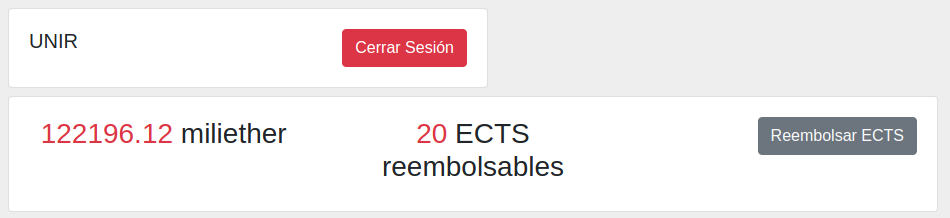 UNIR
Cerrar Sesión
122196.12 miliether
20 ECTS
reembolsables
Reembolsar ECTS